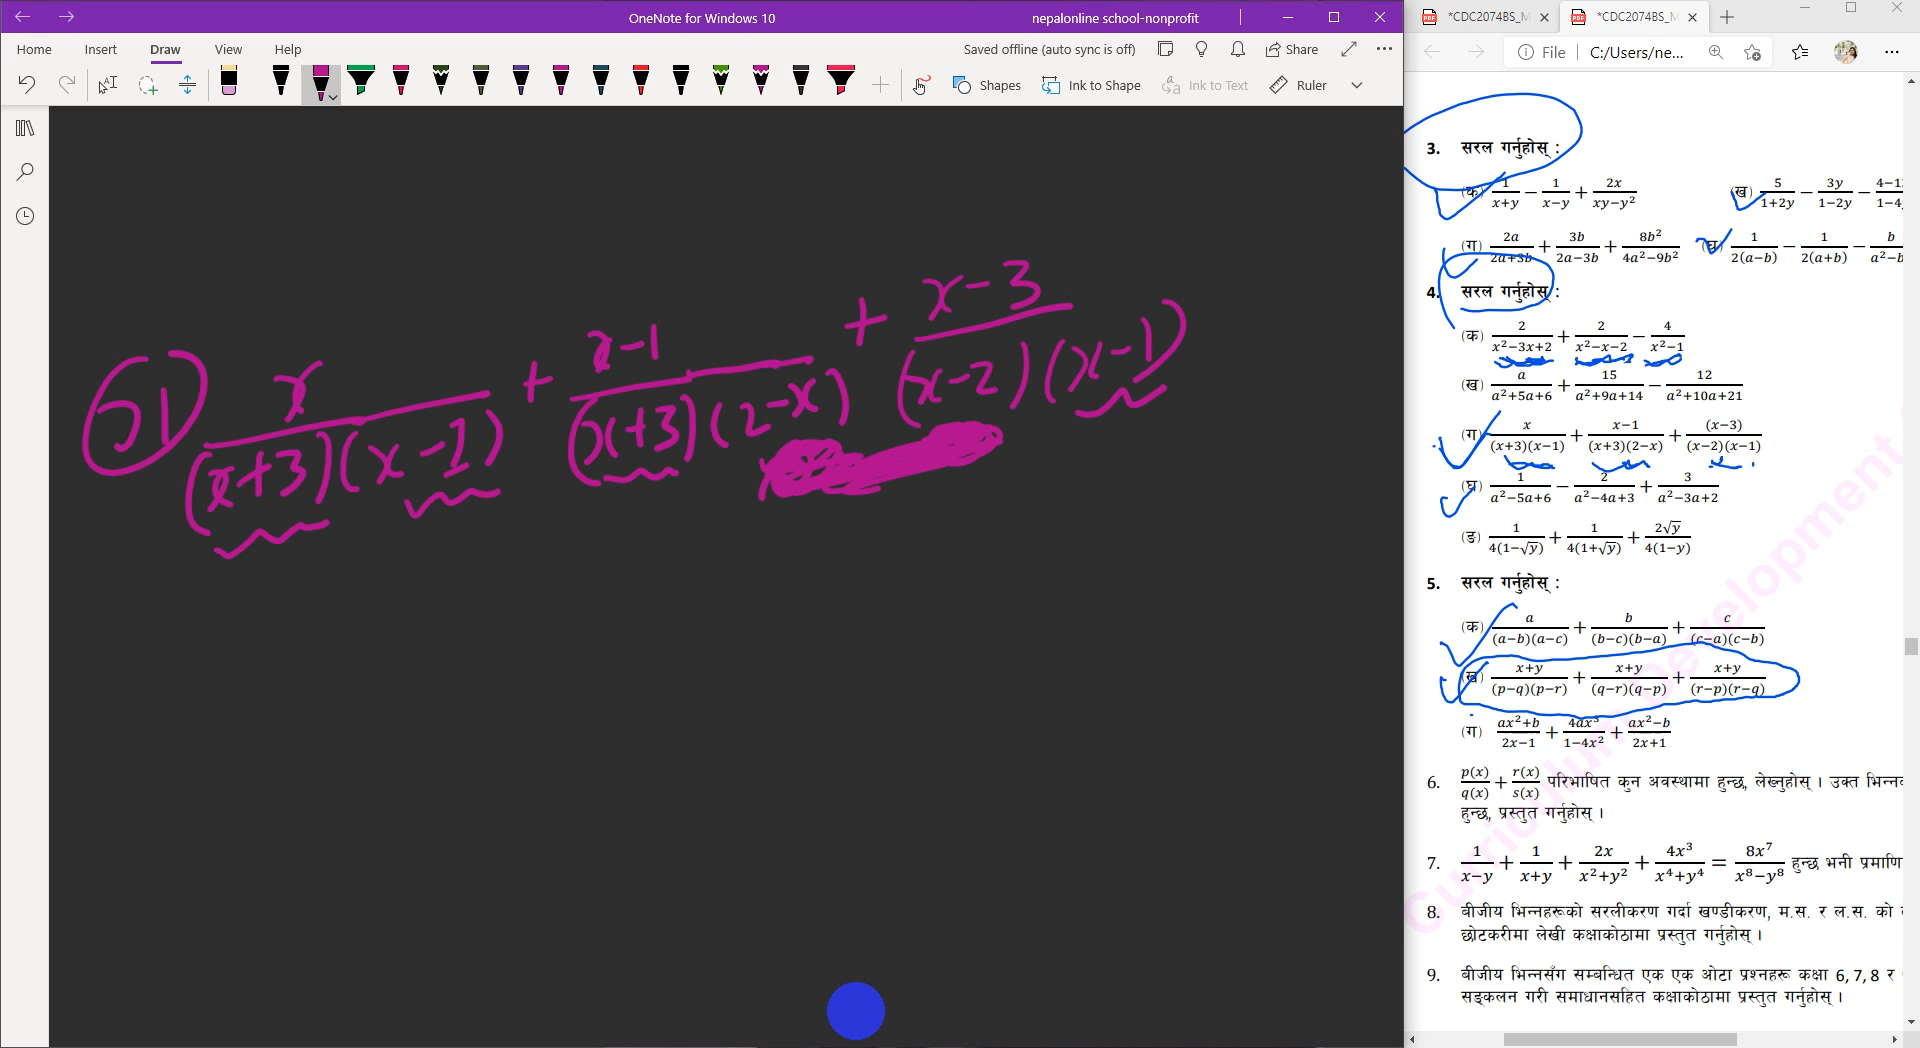 OneNote for Windows 10
nepalonline school-nonprofit
Home Insert Draw View Help
Saved offline (auto sync is off) Share
Shapes Ink to Shape Ink to Text Ruler
ग) x/((x+3)(x-1)) + (x-1)/((x+3)(2-x)) + (x-3)/((x-2)(x-1))
*CDC2074BS_M *CDC2074BS_M
File C:/Users/ne...
3. सरल गर्नुहोस् :
(क) 1/(x+y) − 1/(x−y) + 2x/(xy−y²) (ख) 5/(1+2y) − 3y/(1−2y) −
(ग) 2a/(2a+3b) + 3b/(2a−3b) + 8b²/(4a²−9b²) (घ) 1/(2(a−b)) − 1/(2(a+b)) −
4. सरल गर्नुहोस् :
(क) 2/(x²−3x+2) + 2/(x²−x−2) − 4/(x²−1)
(ख) a/(a²+5a+6) + 15/(a²+9a+14) − 12/(a²+10a+21)
(ग) x/((x+3)(x−1)) + (x−1)/((x+3)(2−x)) + (x−3)/((x−2)(x−1))
(घ) 1/(a²−5a+6) − 2/(a²−4a+3) + 3/(a²−3a+2)
(ङ) 1/(4(1−√y)) + 1/(4(1+√y)) + 2√y/(4(1−y))
5. सरल गर्नुहोस् :
(क) a/((a−b)(a−c)) + b/((b−c)(b−a)) + c/((c−a)(c−b))
(ख) (x+y)/((p−q)(p−r)) + (x+y)/((q−r)(q−p)) + (x+y)/((r−p)(r−q))
(ग) (ax²+b)/(2x−1) + 4ax³/(1−4x²) + (ax²−b)/(2x+1)
6. p(x)/q(x) + r(x)/s(x) परिभाषित कुन अवस्थामा हुन्छ, लेख्नुहोस् । उक्त
हुन्छ, प्रस्तुत गर्नुहोस् ।
7. 1/(x−y) + 1/(x+y) + 2x/(x²+y²) + 4x³/(x⁴+y⁴) = 8x⁷/(x⁸−y⁸) हुन्छ भनी
8. बीजीय भिन्नहरूको सरलीकरण गर्दा खण्डीकरण, म.स. र ल.स. को
छोटकरीमा लेखी कक्षाकोठामा प्रस्तुत गर्नुहोस् ।
9. बीजीय भिन्नसँग सम्बन्धित एक एक ओटा प्रश्नहरू कक्षा 6, 7, 8 र
सङ्कलन गरी समाधानसहित कक्षाकोठामा प्रस्तुत गर्नुहोस् ।
Curriculum Development